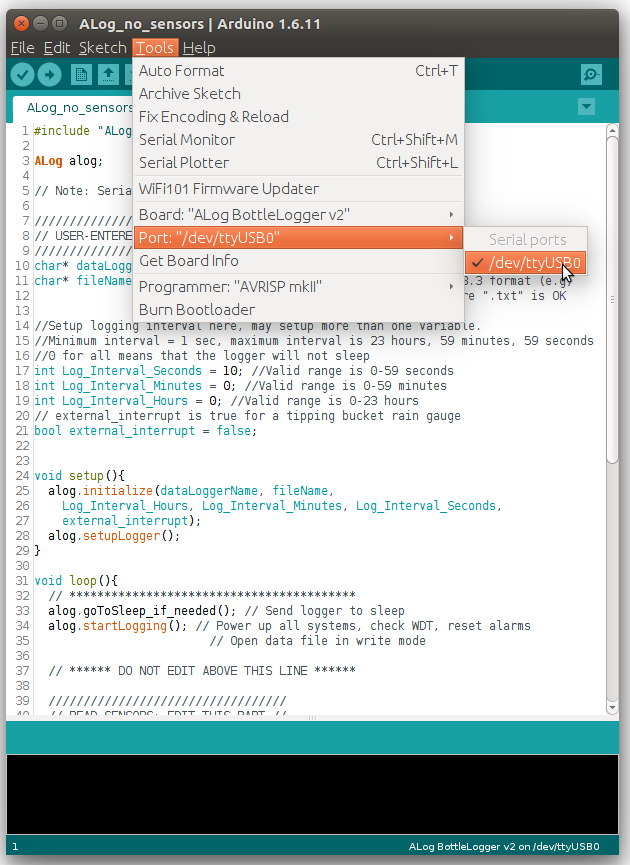 ALog_no_sensors | Arduino 1.6.11
File Edit Sketch Tools Help
Auto Format Ctrl+T
Archive Sketch
Fix Encoding & Reload
Serial Monitor Ctrl+Shift+M
Serial Plotter Ctrl+Shift+L
WiFi101 Firmware Updater
Board: "ALog BottleLogger v2"
Port: "/dev/ttyUSB0"
Get Board Info
Programmer: "AVRISP mkII"
Burn Bootloader
Serial ports
✓ /dev/ttyUSB0
ALog_no_sensors
1 #include "ALog
2
3 ALog alog;
4
5 // Note: Seria
6
7 //////////////
8 // USER-ENTERE
9 //////////////
10 char* dataLogg
11 char* fileName 8.3 format (e.g)
12 re ".txt" is OK
13
14 //Setup logging interval here, may setup more than one variable.
15 //Minimum interval = 1 sec, maximum interval is 23 hours, 59 minutes, 59 seconds
16 //0 for all means that the logger will not sleep
17 int Log_Interval_Seconds = 10; //Valid range is 0-59 seconds
18 int Log_Interval_Minutes = 0; //Valid range is 0-59 minutes
19 int Log_Interval_Hours = 0; //Valid range is 0-23 hours
20 // external_interrupt is true for a tipping bucket rain gauge
21 bool external_interrupt = false;
22
23
24 void setup(){
25 alog.initialize(dataLoggerName, fileName,
26 Log_Interval_Hours, Log_Interval_Minutes, Log_Interval_Seconds,
27 external_interrupt);
28 alog.setupLogger();
29 }
30
31 void loop(){
32 // *****************************************
33 alog.goToSleep_if_needed(); // Send logger to sleep
34 alog.startLogging(); // Power up all systems, check WDT, reset alarms
35 // Open data file in write mode
36
37 // ****** DO NOT EDIT ABOVE THIS LINE ******
38
39 //////////////////////////////////
40 // READ SENSORS: EDIT THIS PART //
1 ALog BottleLogger v2 on /dev/ttyUSB0